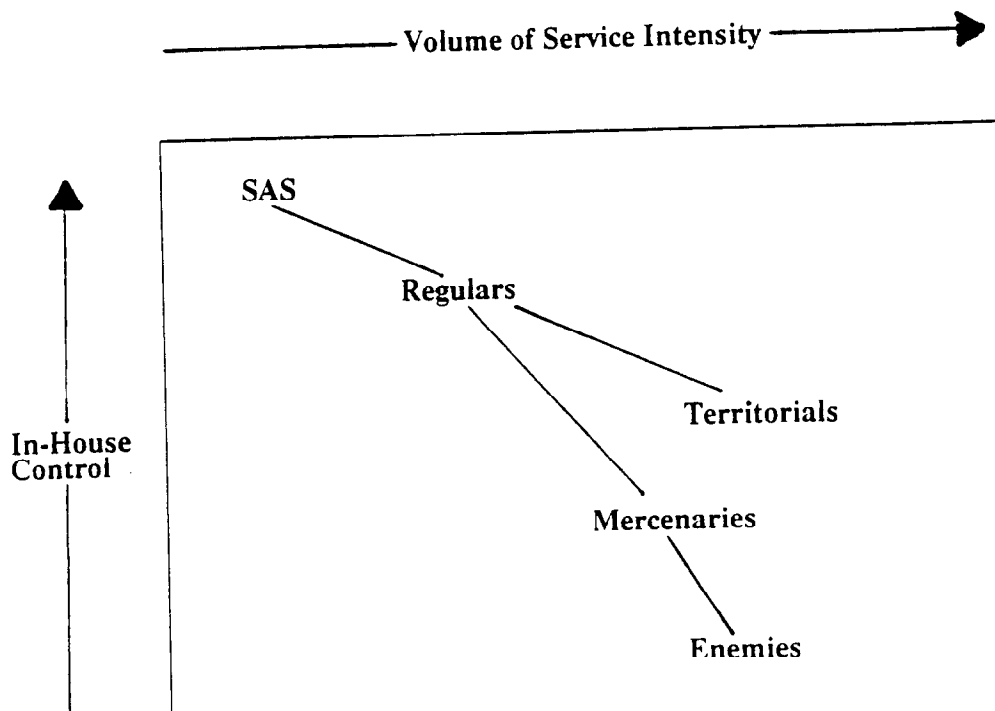 Volume of Service Intensity
SAS
Regulars
Territorials
In-House
Control
Mercenaries
Enemies